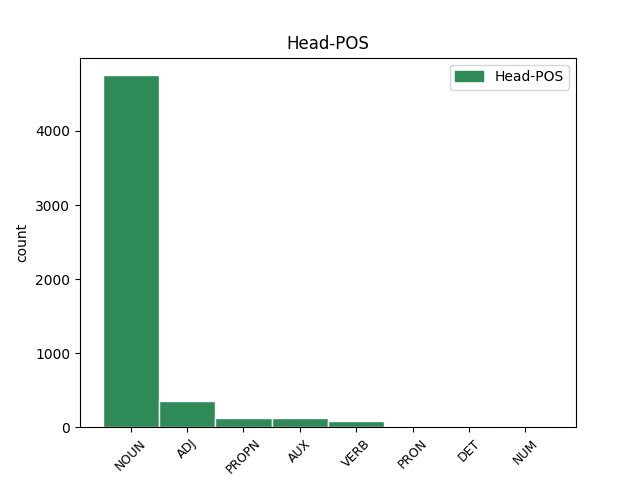 Head-POS
Head-POS
count
4000
3000
2000
1000
0
NOUN ADJ PROPN AUX VERB PRON DET NUM